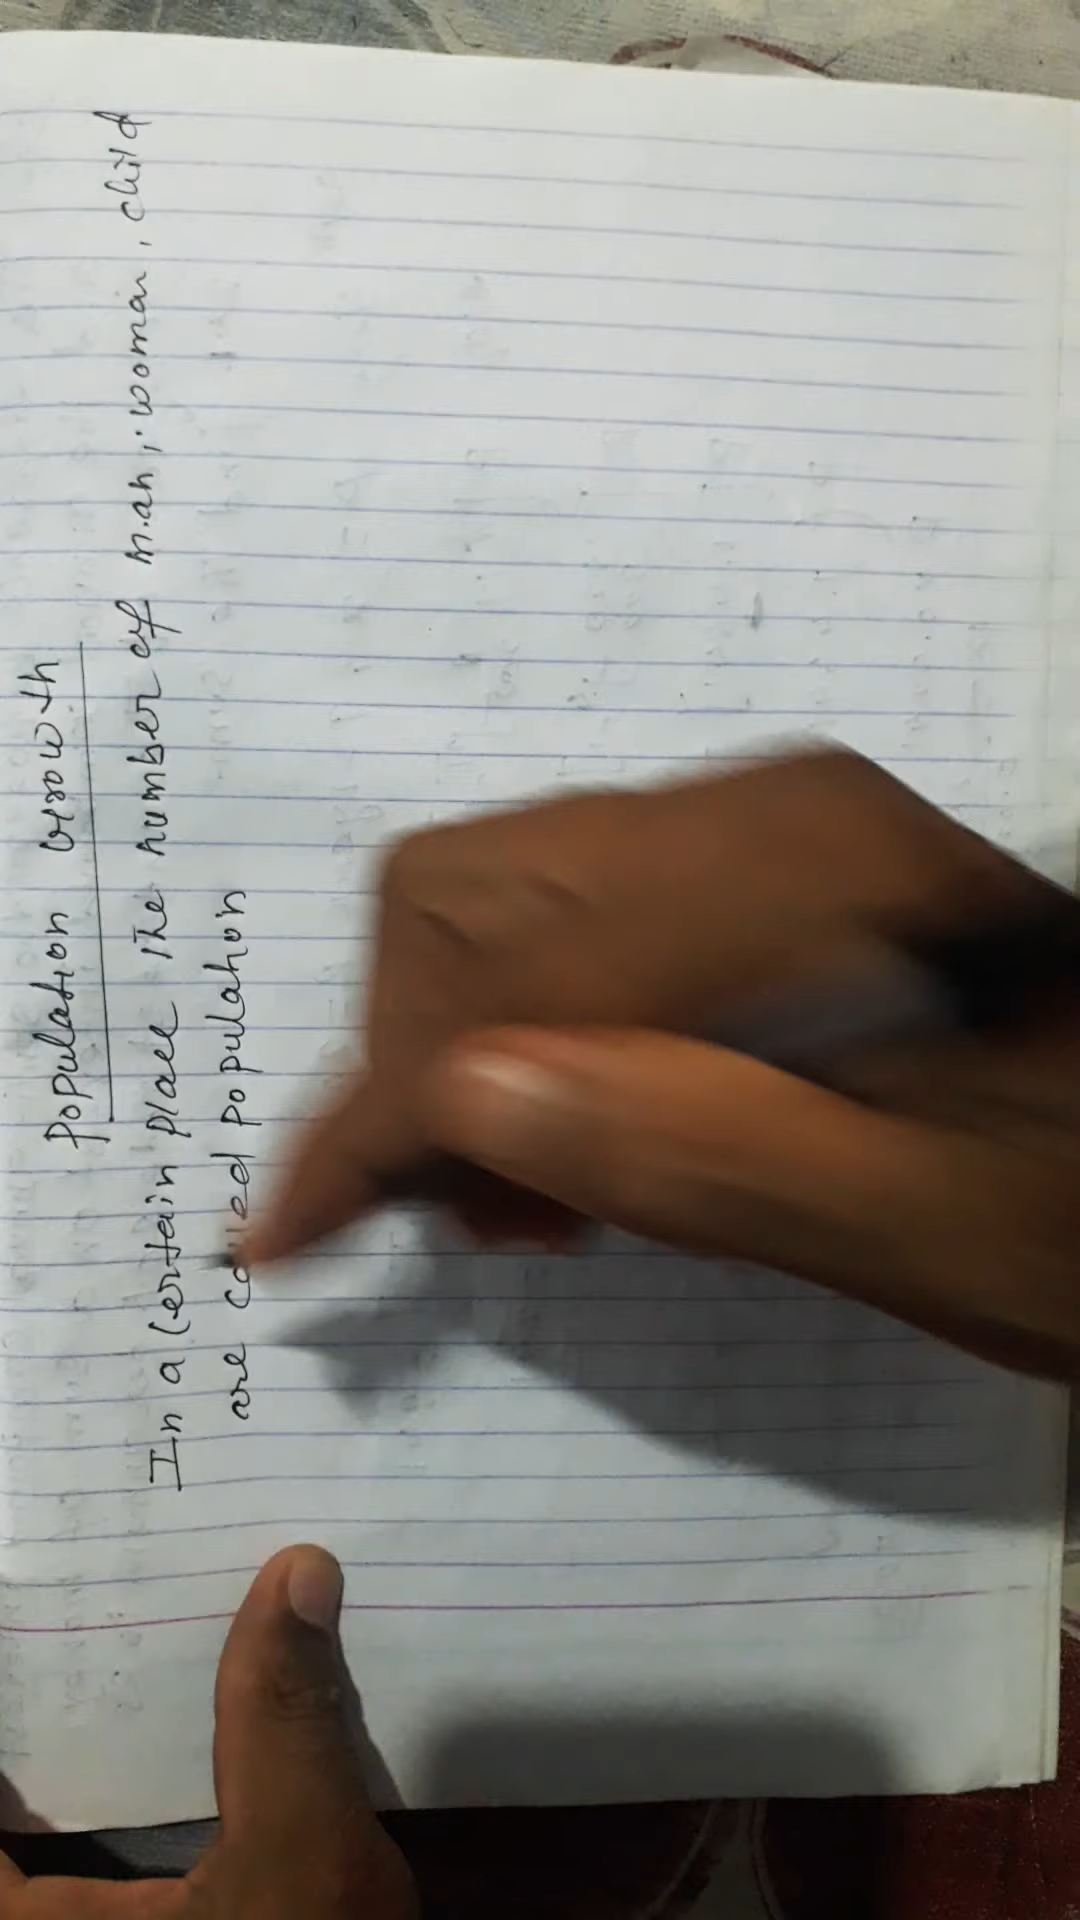 Population Growth
In a Certain place The number of man, woman, child
are called population